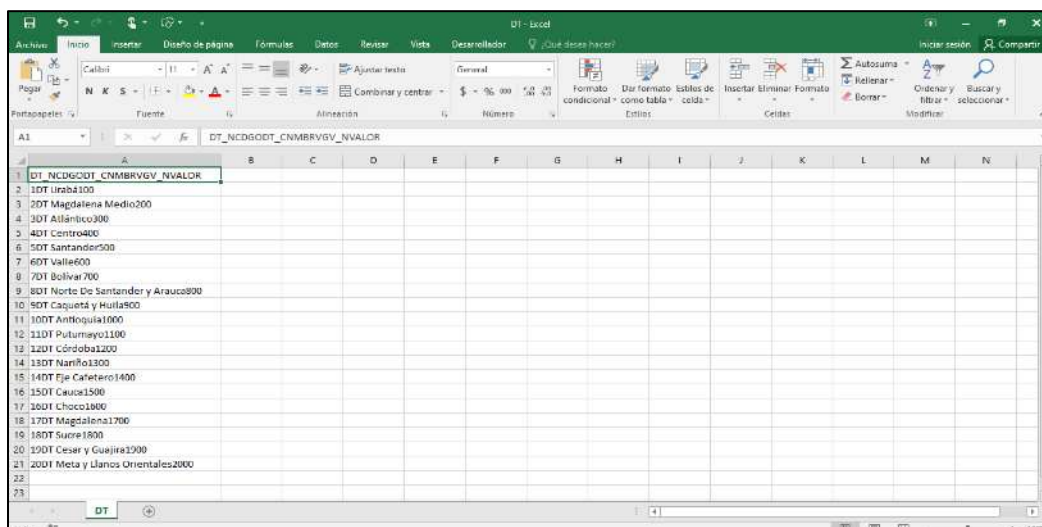 DT - Excel
Archivo Inicio Insertar Diseño de página Fórmulas Datos Revisar Vista Desarrollador ¿Qué desea hacer? Iniciar sesión Compartir
Pegar
Calibri 11
Ajustar texto
General
Formato condicional Dar formato como tabla Estilos de celda
Insertar Eliminar Formato
Autosuma
Rellenar
Borrar
Ordenar y filtrar Buscar y seleccionar
N K S
Combinar y centrar
$ % 000
Portapapeles Fuente Alineación Número Estilos Celdas Modificar
A1 fx DT_NCDGODT_CNMBRVGV_NVALOR
A B C D E F G H I J K L M N
1 DT_NCDGODT_CNMBRVGV_NVALOR
2 1DT Urabá100
3 2DT Magdalena Medio200
4 3DT Atlántico300
5 4DT Centro400
6 5DT Santander500
7 6DT Valle600
8 7DT Bolívar700
9 8DT Norte De Santander y Arauca800
10 9DT Caquetá y Huila900
11 10DT Antioquia1000
12 11DT Putumayo1100
13 12DT Córdoba1200
14 13DT Nariño1300
15 14DT Eje Cafetero1400
16 15DT Cauca1500
17 16DT Choco1600
18 17DT Magdalena1700
19 18DT Sucre1800
20 19DT Cesar y Guajira1900
21 20DT Meta y Llanos Orientales2000
22
23
DT